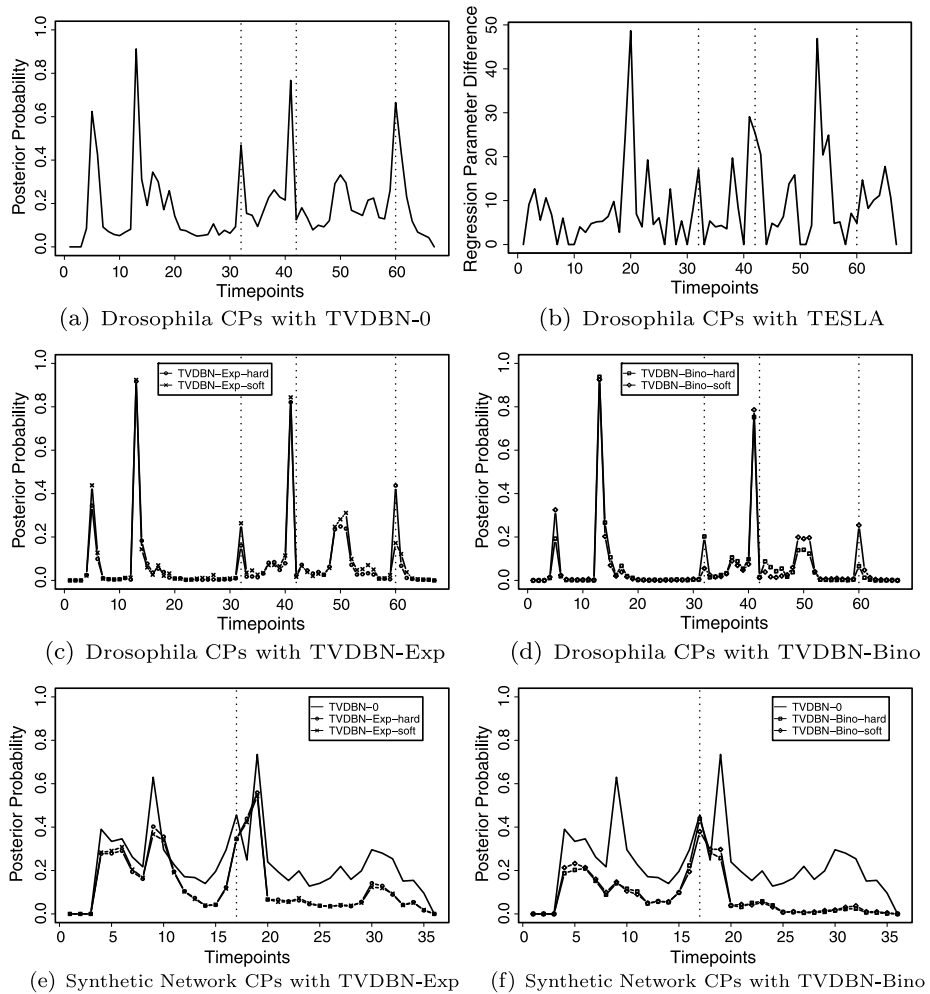 Posterior Probability
0.0 0.2 0.4 0.6 0.8 1.0
0 10 20 30 40 50 60
Timepoints
(a) Drosophila CPs with TVDBN-0
Regression Parameter Difference
0 10 20 30 40 50
0 10 20 30 40 50 60
Timepoints
(b) Drosophila CPs with TESLA
Posterior Probability
0.0 0.2 0.4 0.6 0.8 1.0
TVDBN-Exp-hard
TVDBN-Exp-soft
0 10 20 30 40 50 60
Timepoints
(c) Drosophila CPs with TVDBN-Exp
Posterior Probability
0.0 0.2 0.4 0.6 0.8 1.0
TVDBN-Bino-hard
TVDBN-Bino-soft
0 10 20 30 40 50 60
Timepoints
(d) Drosophila CPs with TVDBN-Bino
Posterior Probability
0.0 0.2 0.4 0.6 0.8 1.0
TVDBN-0
TVDBN-Exp-hard
TVDBN-Exp-soft
0 5 10 15 20 25 30 35
Timepoints
(e) Synthetic Network CPs with TVDBN-Exp
Posterior Probability
0.0 0.2 0.4 0.6 0.8 1.0
TVDBN-0
TVDBN-Bino-hard
TVDBN-Bino-soft
0 5 10 15 20 25 30 35
Timepoints
(f) Synthetic Network CPs with TVDBN-Bino